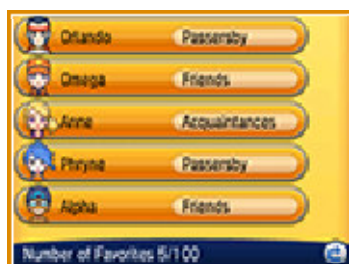 Orlando Passersby
Omega Friends
Anne Acquaintances
Phryne Passersby
Alpha Friends
Number of Favorites 5/100